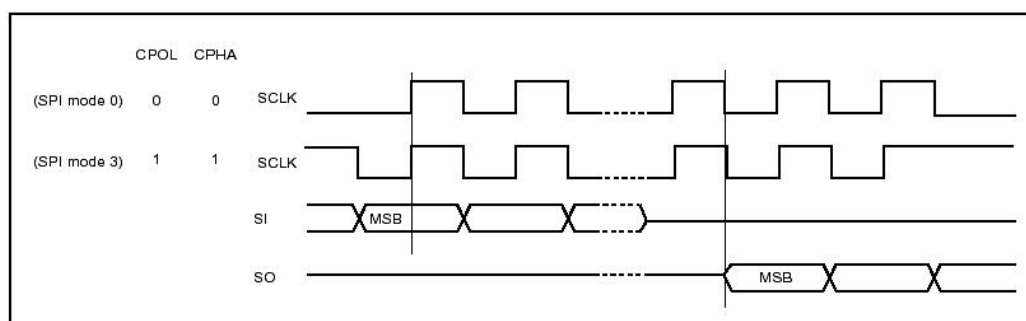 CPOL CPHA
(SPI mode 0) 0 0 SCLK
(SPI mode 3) 1 1 SCLK
SI MSB
SO MSB